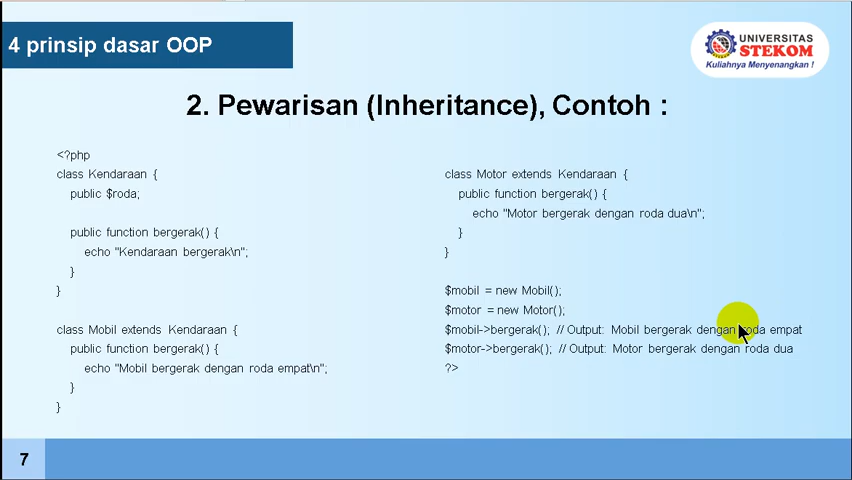 4 prinsip dasar OOP
UNIVERSITAS
STEKOM
Kuliahnya Menyenangkan !
2. Pewarisan (Inheritance), Contoh :
<?php
class Kendaraan {
public $roda;
public function bergerak() {
echo "Kendaraan bergerak\n";
}
}
class Mobil extends Kendaraan {
public function bergerak() {
echo "Mobil bergerak dengan roda empat\n";
}
}
class Motor extends Kendaraan {
public function bergerak() {
echo "Motor bergerak dengan roda dua\n";
}
}
$mobil = new Mobil();
$motor = new Motor();
$mobil->bergerak(); // Output: Mobil bergerak dengan roda empat
$motor->bergerak(); // Output: Motor bergerak dengan roda dua
?>
7